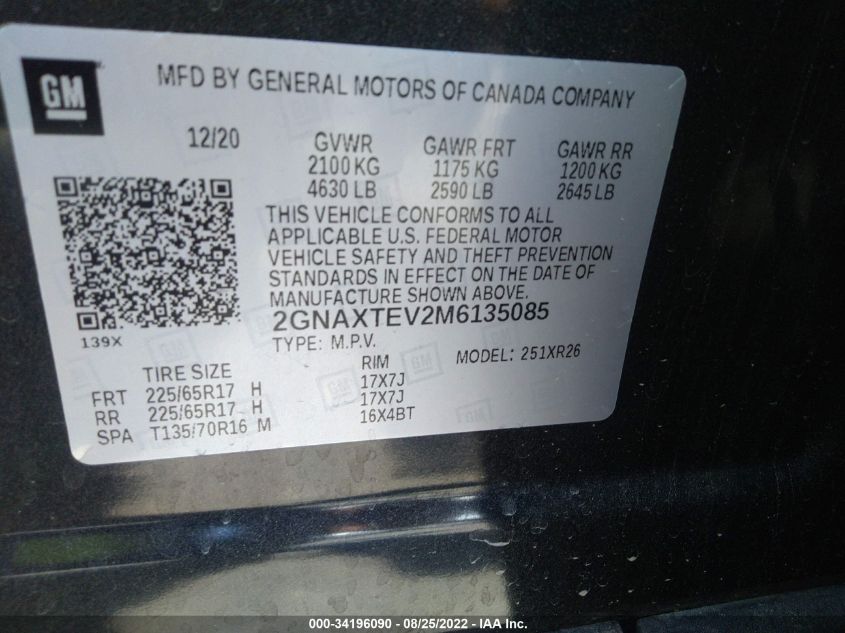 GM
MFD BY GENERAL MOTORS OF CANADA COMPANY
12/20 GVWR GAWR FRT GAWR RR
2100 KG 1175 KG 1200 KG
4630 LB 2590 LB 2645 LB
THIS VEHICLE CONFORMS TO ALL
APPLICABLE U.S. FEDERAL MOTOR
VEHICLE SAFETY AND THEFT PREVENTION
STANDARDS IN EFFECT ON THE DATE OF
MANUFACTURE SHOWN ABOVE.
2GNAXTEV2M6135085
139X
TYPE: M.P.V. MODEL: 251XR26
TIRE SIZE RIM
FRT 225/65R17 H 17X7J
RR 225/65R17 H 17X7J
SPA T135/70R16 M 16X4BT
000-34196090 - 08/25/2022 - IAA Inc.